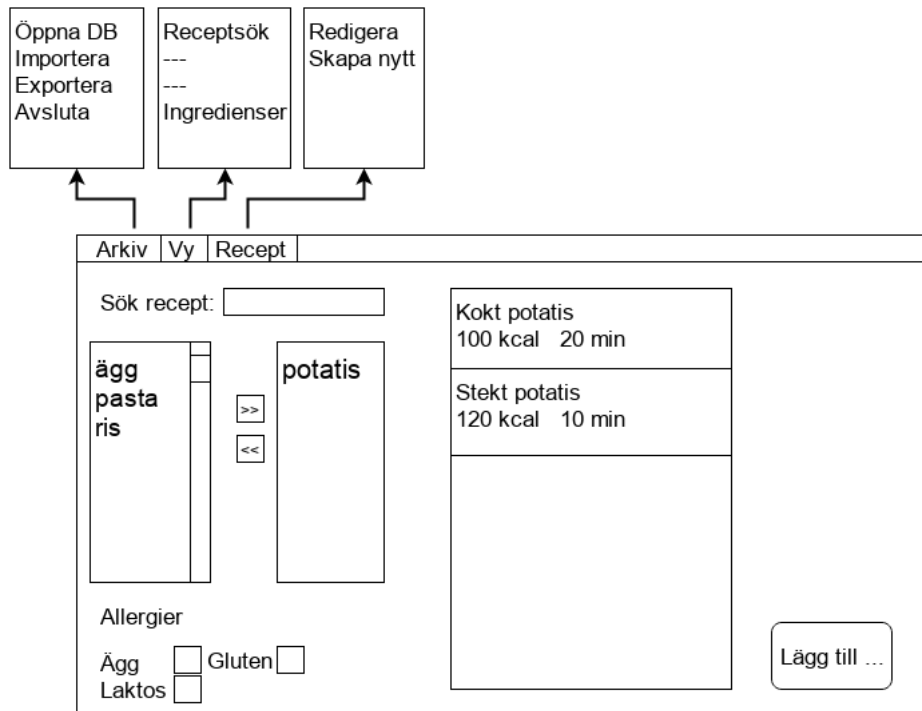 Öppna DB
Importera
Exportera
Avsluta
Receptsök
---
---
Ingredienser
Redigera
Skapa nytt
Arkiv Vy Recept
Sök recept:
ägg
pasta
ris
>>
<<
potatis
Kokt potatis
100 kcal 20 min
Stekt potatis
120 kcal 10 min
Allergier
Ägg Gluten
Laktos
Lägg till ...